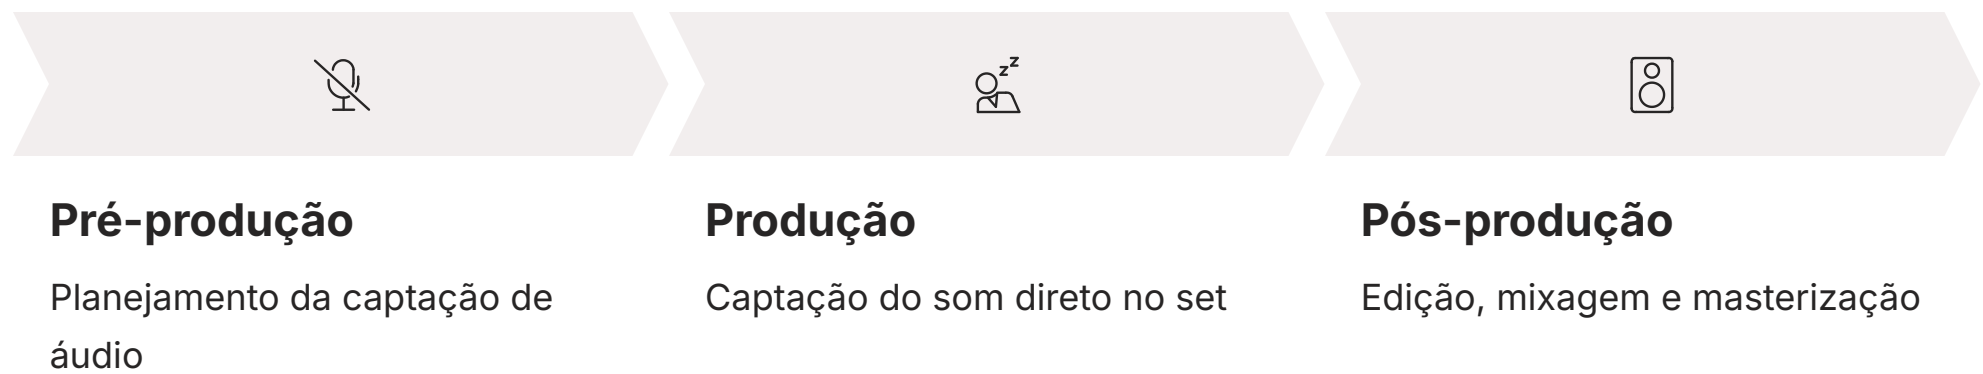 Pré-produção
Planejamento da captação de
áudio
Produção
Captação do som direto no set
Pós-produção
Edição, mixagem e masterização